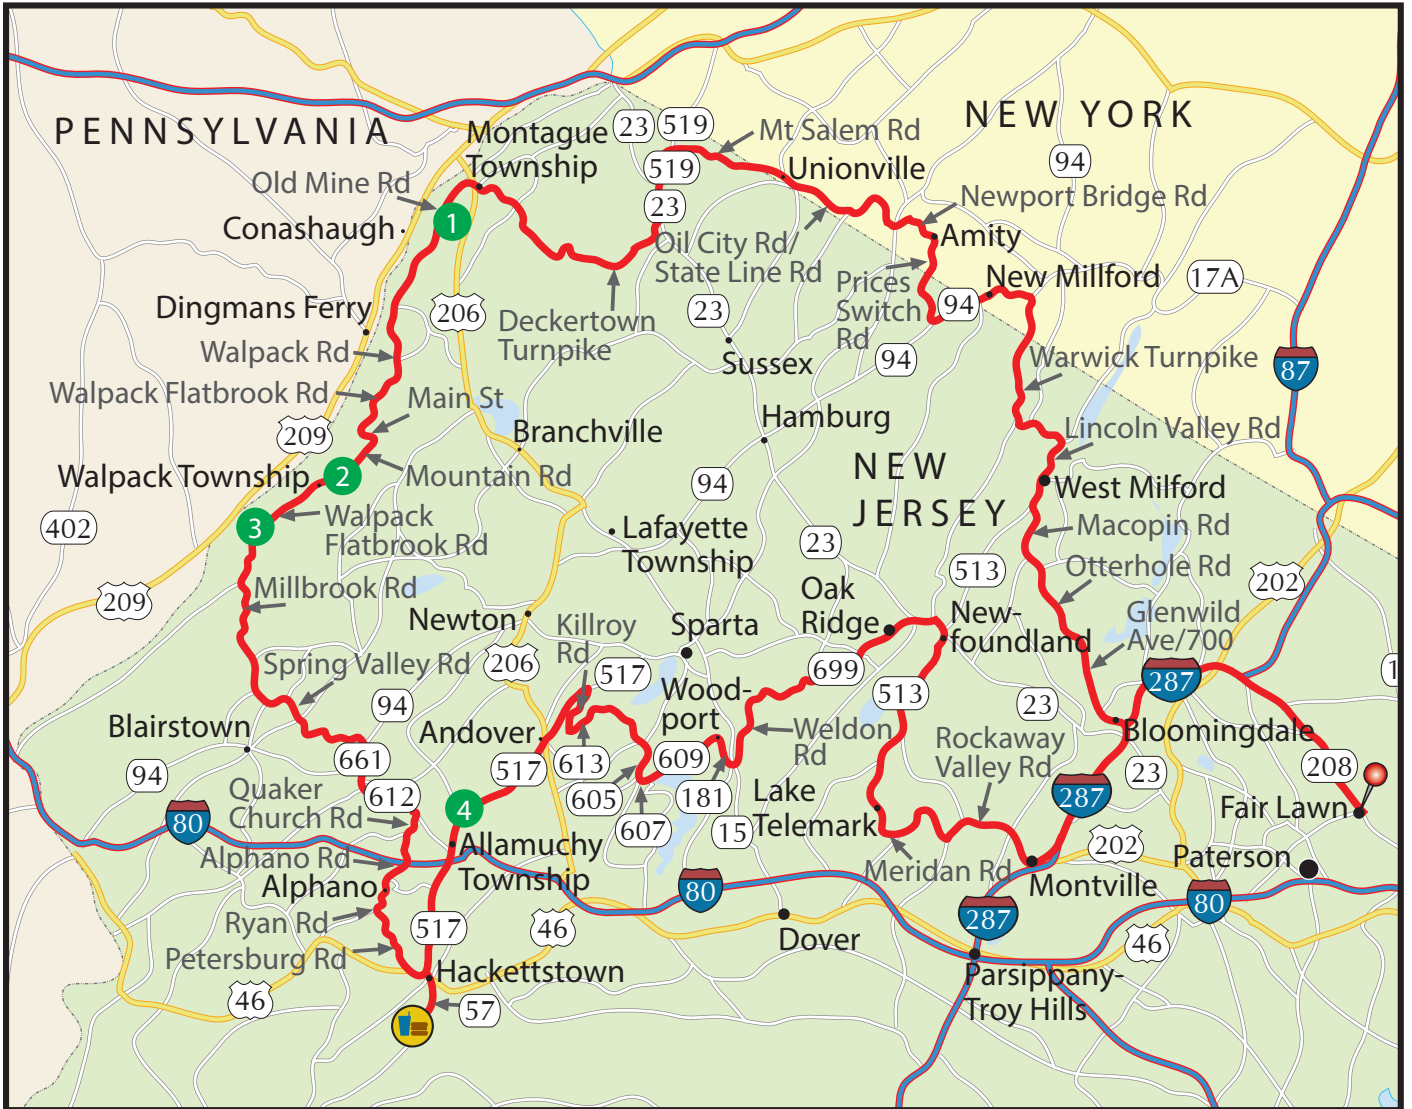 PENNSYLVANIA
NEW YORK
Montague
Township
23
519
519
23
Mt Salem Rd
Unionville
94
Old Mine Rd
Conashaugh
1
Newport Bridge Rd
Amity
Oil City Rd/
State Line Rd
Prices
Switch
Rd
New Millford
94
17A
Dingmans Ferry
206
Deckertown
Turnpike
23
Sussex
94
Walpack Rd
Warwick Turnpike
87
Walpack Flatbrook Rd
Main St
209
Branchville
Hamburg
Lincoln Valley Rd
Walpack Township
2
Mountain Rd
94
NEW
JERSEY
West Milford
402
3
Walpack
Flatbrook Rd
Lafayette
Township
23
Macopin Rd
513
Otterhole Rd
202
209
Millbrook Rd
Newton
Killroy
Rd
Sparta
Oak
Ridge
New-
foundland
Glenwild
Ave/700
Spring Valley Rd
206
517
Wood-
port
699
513
287
1
94
Blairstown
Andover
23
Bloomingdale
661
94
517
613
609
Weldon
Rd
Rockaway
Valley Rd
23
208
Quaker
Church Rd
612
4
605
607
181
15
Lake
Telemark
287
Fair Lawn
80
Alphano Rd
Alphano
Allamuchy
Township
Meridan Rd
Montville
202
Paterson
80
80
Ryan Rd
517
46
Dover
287
46
Petersburg Rd
Hackettstown
Parsippany-
Troy Hills
46
57